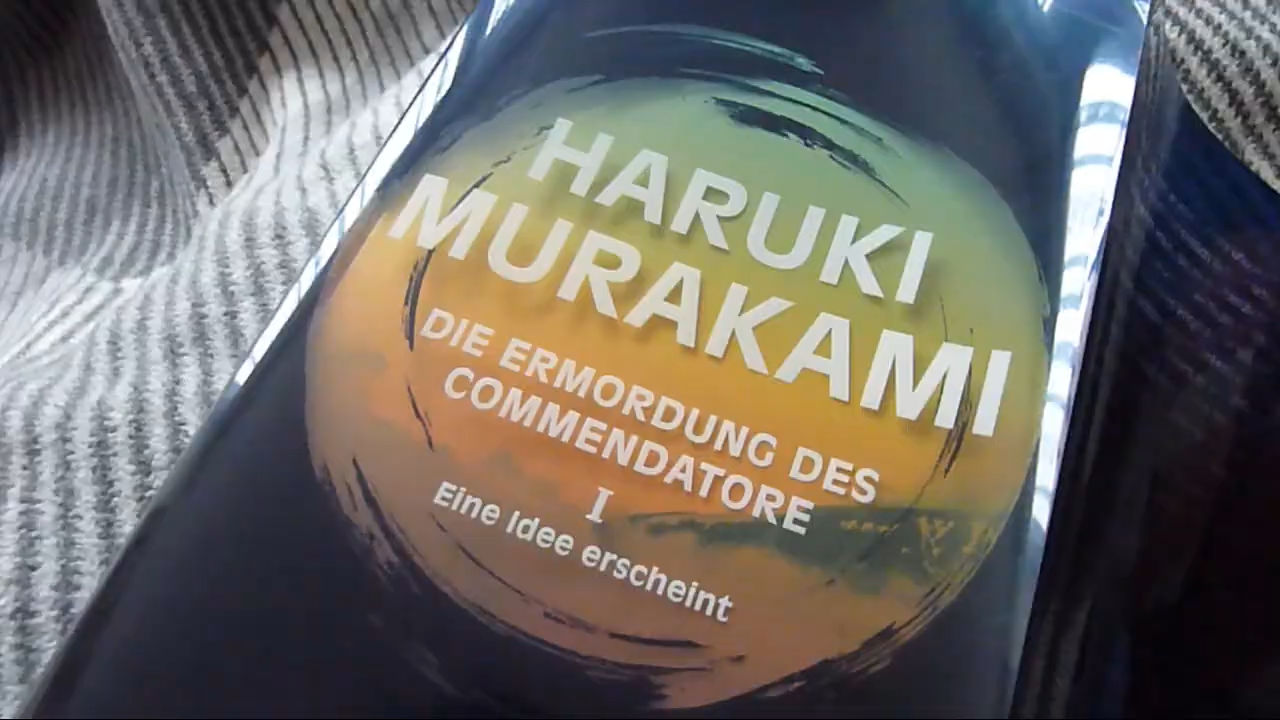 HARUKI
MURAKAMI
DIE ERMORDUNG DES
COMMENDATORE
I
Eine Idee erscheint